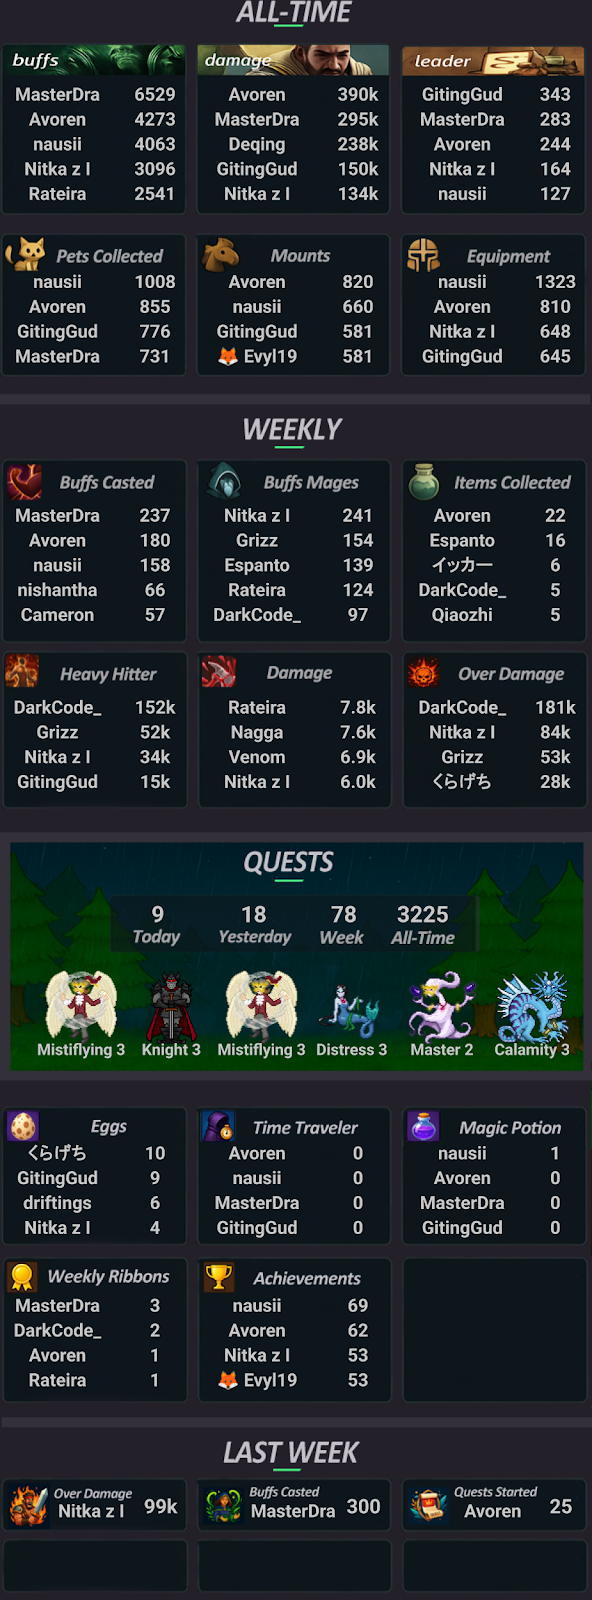 ALL-TIME
buffs
MasterDra 6529
Avoren 4273
nausii 4063
Nitka z I 3096
Rateira 2541
damage
Avoren 390k
MasterDra 295k
Deqing 238k
GitingGud 150k
Nitka z I 134k
leader
GitingGud 343
MasterDra 283
Avoren 244
Nitka z I 164
nausii 127
Pets Collected
nausii 1008
Avoren 855
GitingGud 776
MasterDra 731
Mounts
Avoren 820
nausii 660
GitingGud 581
🦊 Evyl19 581
Equipment
nausii 1323
Avoren 810
Nitka z I 648
GitingGud 645
WEEKLY
Buffs Casted
MasterDra 237
Avoren 180
nausii 158
nishantha 66
Cameron 57
Buffs Mages
Nitka z I 241
Grizz 154
Espanto 139
Rateira 124
DarkCode_ 97
Items Collected
Avoren 22
Espanto 16
イッカー 6
DarkCode_ 5
Qiaozhi 5
Heavy Hitter
DarkCode_ 152k
Grizz 52k
Nitka z I 34k
GitingGud 15k
Damage
Rateira 7.8k
Nagga 7.6k
Venom 6.9k
Nitka z I 6.0k
Over Damage
DarkCode_ 181k
Nitka z I 84k
Grizz 53k
くらげち 28k
QUESTS
9 18 78 3225
Today Yesterday Week All-Time
Mistiflying 3 Knight 3 Mistiflying 3 Distress 3 Master 2 Calamity 3
Eggs
くらげち 10
GitingGud 9
driftings 6
Nitka z I 4
Time Traveler
Avoren 0
nausii 0
MasterDra 0
GitingGud 0
Magic Potion
nausii 1
Avoren 0
MasterDra 0
GitingGud 0
Weekly Ribbons
MasterDra 3
DarkCode_ 2
Avoren 1
Rateira 1
Achievements
nausii 69
Avoren 62
Nitka z I 53
🦊 Evyl19 53
LAST WEEK
Over Damage
Nitka z I 99k
Buffs Casted
MasterDra 300
Quests Started
Avoren 25